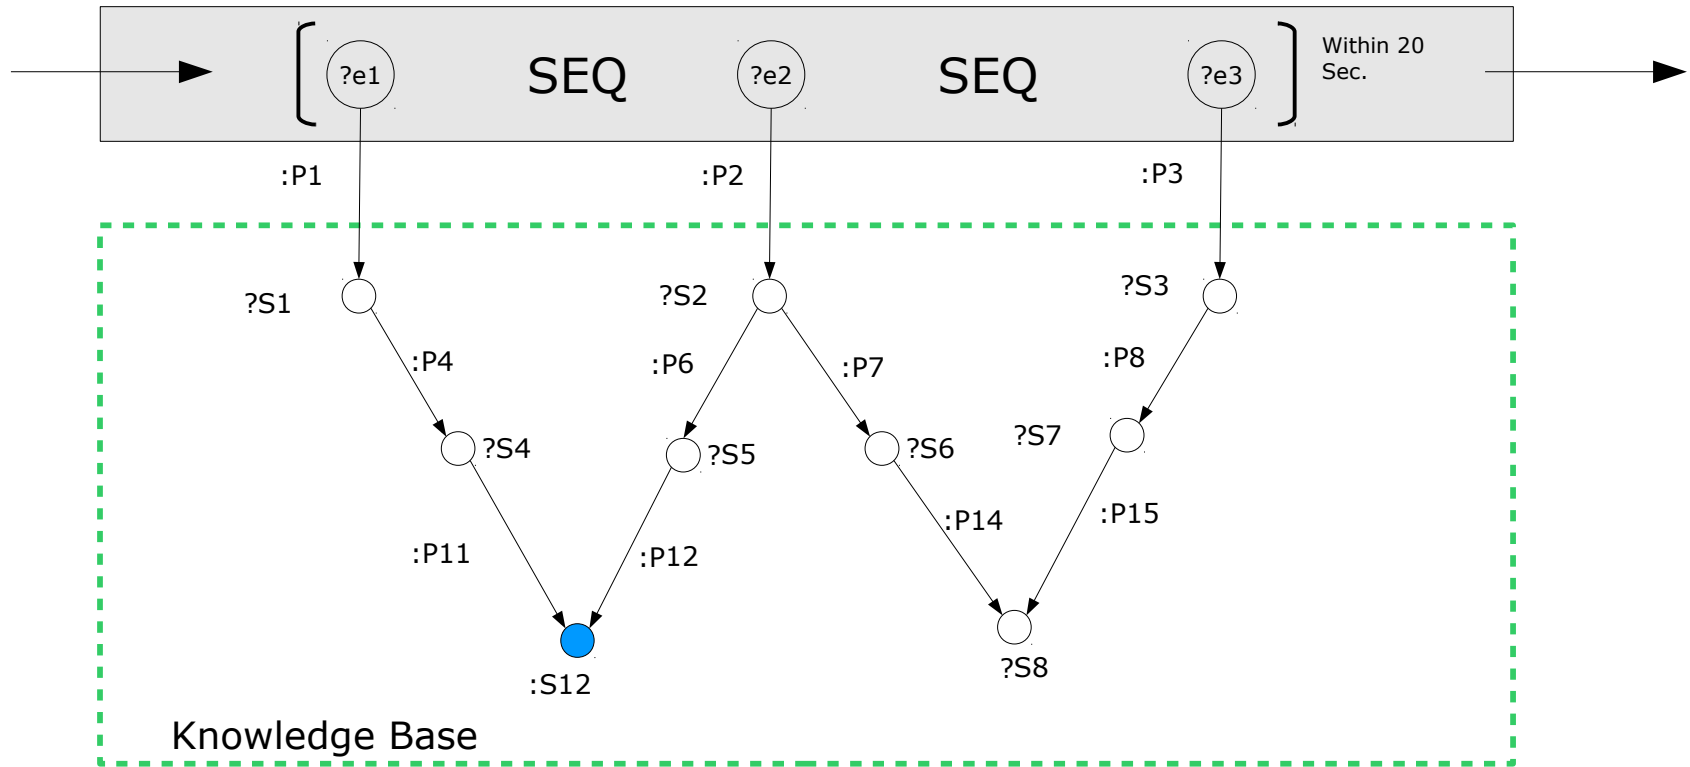 ?e1
SEQ
?e2
SEQ
?e3
Within 20
Sec.
:P1
:P2
:P3
?S1
?S2
?S3
:P4
:P6
:P7
:P8
?S4
?S5
?S6
?S7
:P11
:P12
:P14
:P15
:S12
?S8
Knowledge Base